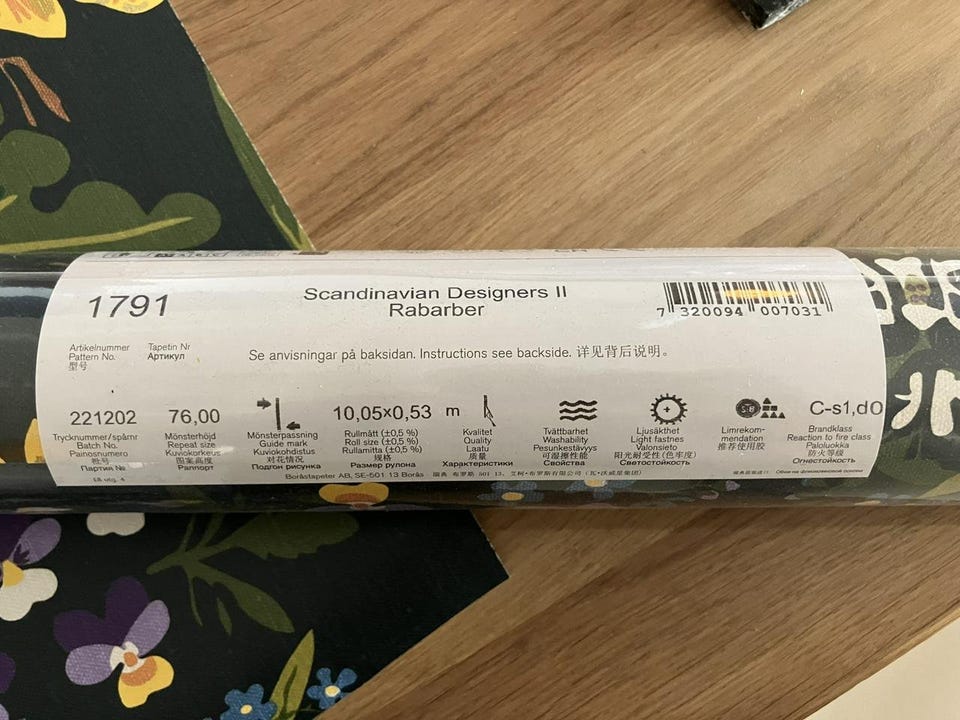 1791
Scandinavian Designers II
Rabarber
7 320094 007031
Artikelnummer
Pattern No.
型号
Tapetin Nr
Артикул
Se anvisningar på baksidan. Instructions see backside. 详见背后说明。
221202
Trycknummer/spårnr
Batch No.
Painosnumero
批号
Партия №
Eå utg. 4
76,00
Mönsterhöjd
Repeat size
Kuviokorkeus
图案高度
Раппорт
Mönsterpassning
Guide mark
Kuviokohdistus
对花情况
Подгон рисунка
10,05x0,53 m
Rullmått (±0,5 %)
Roll size (±0,5 %)
Rullamitta (±0,5 %)
规格
Размер рулона
Kvalitet
Quality
Laatu
质量
Характеристики
Tvättbarhet
Washability
Pesunkestävyys
可湿擦性能
Свойства
Ljusäkthet
Light fastnes
Valonsieto
阳光耐受性(色牢度)
Светостойкость
Limrekom-
mendation
推荐使用胶
C-s1,d0
Brandklass
Reaction to fire class
Paloluokka
防火等级
Огнестойкость
Boråstapeter AB, SE-501 13 Borås